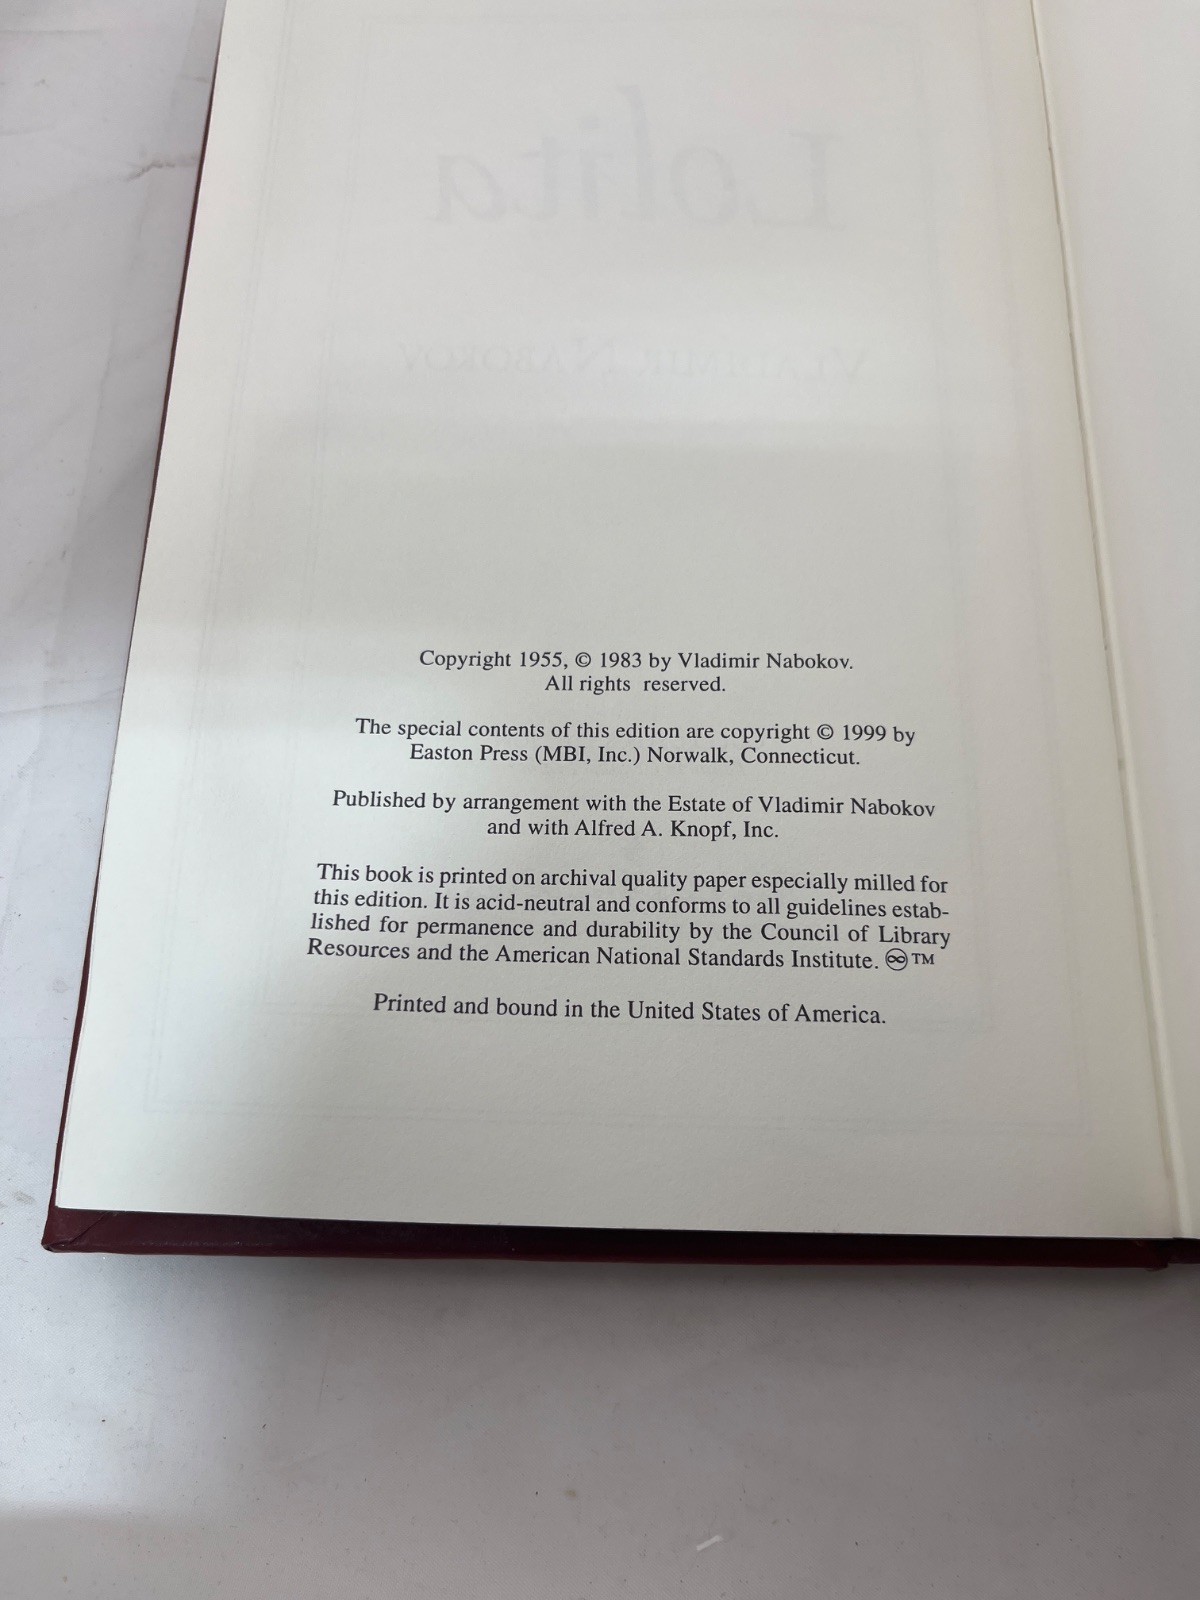 Lolita
VLADIMIR NABOKOV
Copyright 1955, © 1983 by Vladimir Nabokov.
All rights reserved.
The special contents of this edition are copyright © 1999 by
Easton Press (MBI, Inc.) Norwalk, Connecticut.
Published by arrangement with the Estate of Vladimir Nabokov
and with Alfred A. Knopf, Inc.
This book is printed on archival quality paper especially milled for
this edition. It is acid-neutral and conforms to all guidelines estab-
lished for permanence and durability by the Council of Library
Resources and the American National Standards Institute. ♾™
Printed and bound in the United States of America.